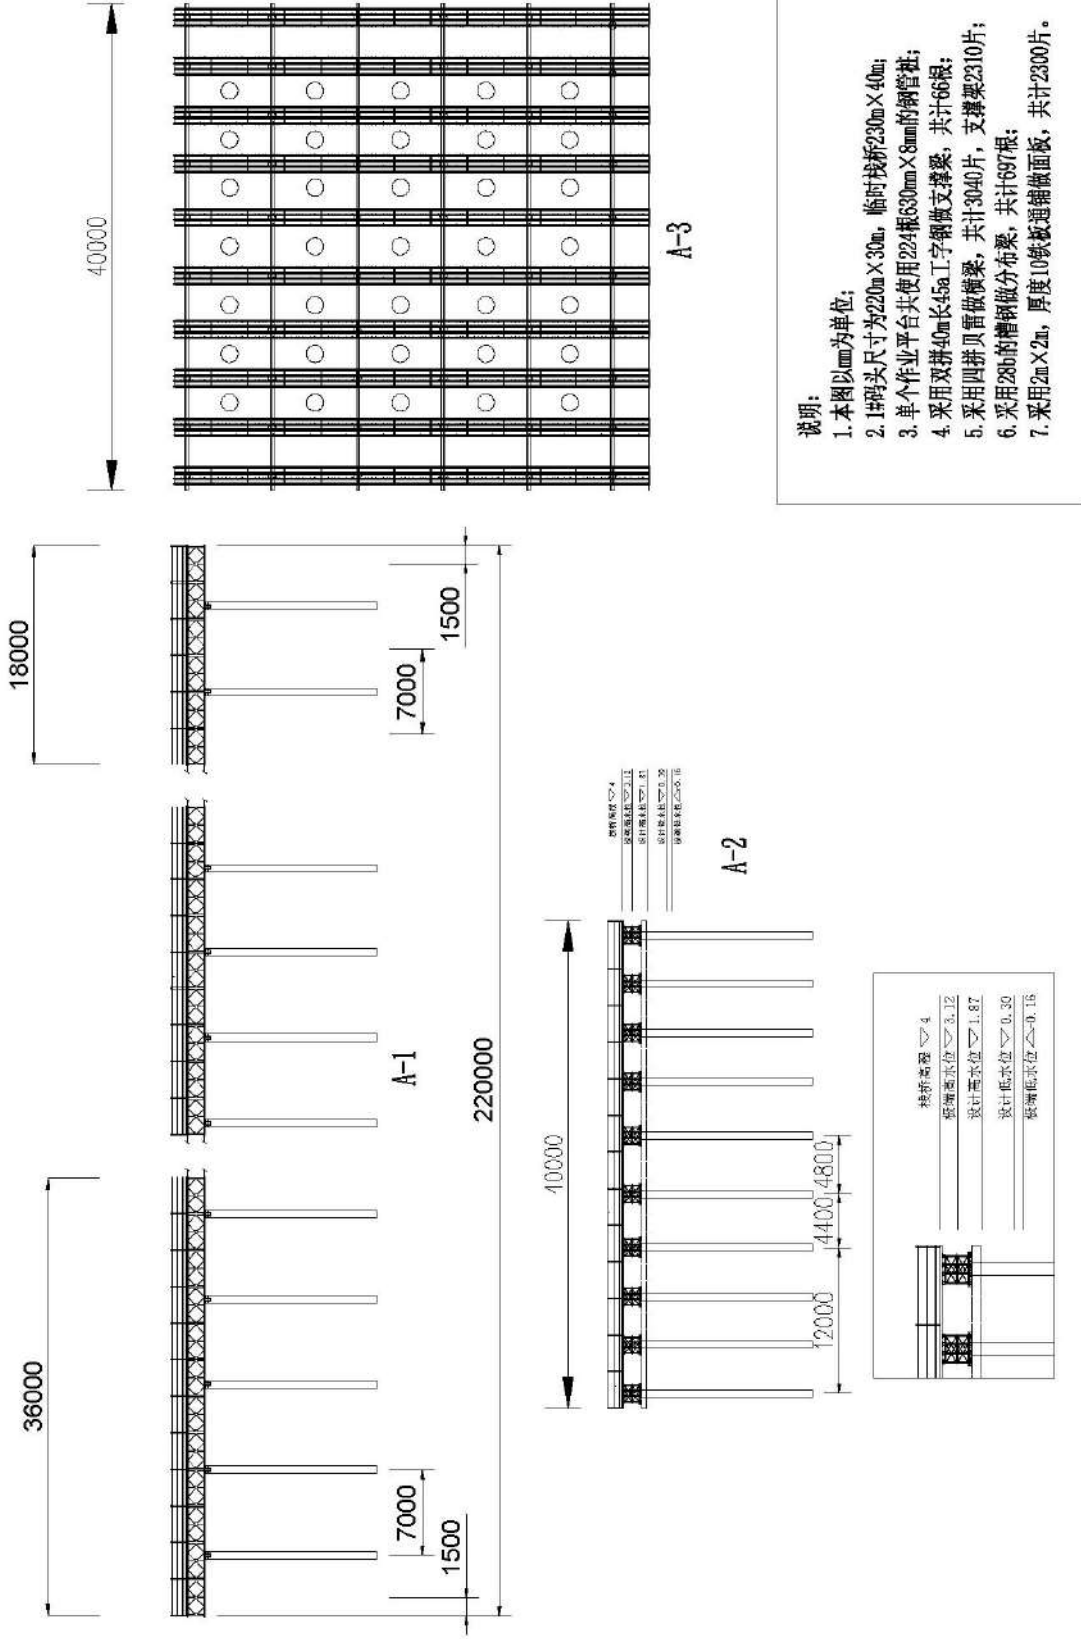 36000
18000
40000
7000
1500
7000
1500
A-1
220000
A-3
40000
12000
4400
4800
A-2
栈桥高程▽4
极端高水位▽3.12
设计高水位▽1.87
设计低水位▽0.30
极端低水位△-0.16
说明：
1.本图以mm为单位；
2.1#码头尺寸为220m×30m，临时栈桥230m×40m；
3.单个作业平台共使用224根630mm×8mm的钢管桩；
4.采用双拼40m长45a工字钢做支撑梁，共计66根；
5.采用四拼贝雷做横梁，共计3040片，支撑架2310片；
6.采用28b的槽钢做分布梁，共计697根；
7.采用2m×2m，厚度10铁板通铺做面板，共计2300片。